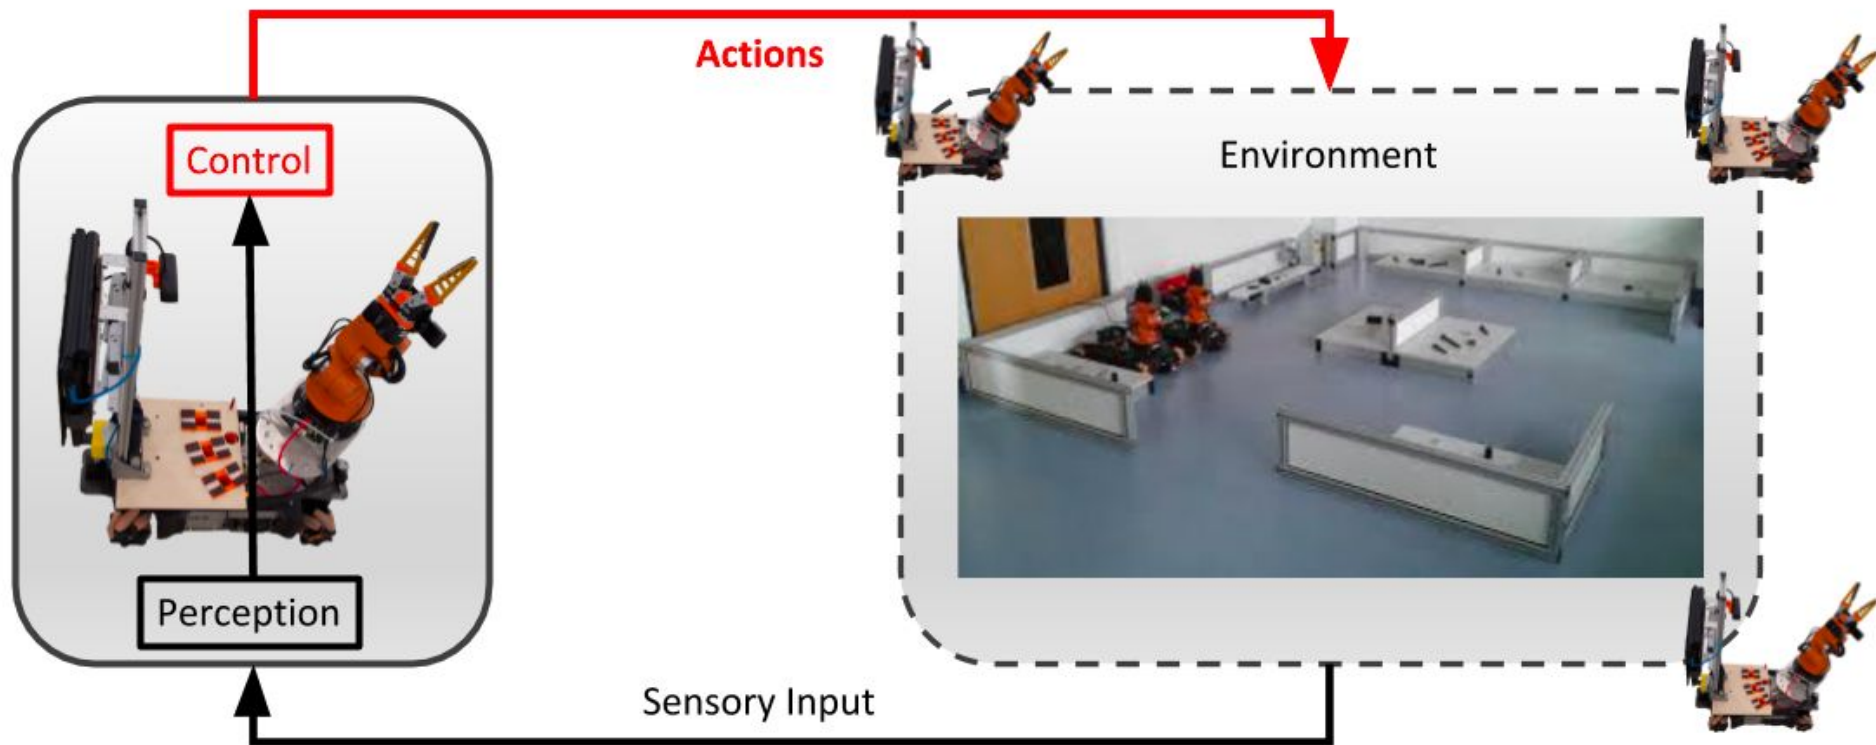 Actions
Control
Environment
Perception
Sensory Input